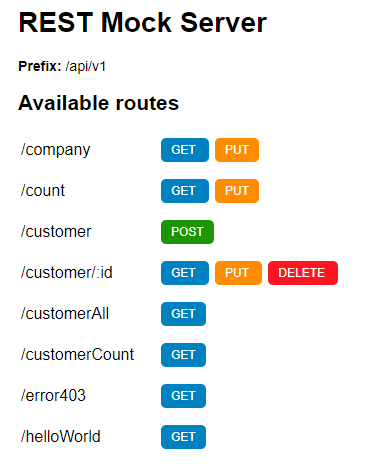 REST Mock Server
Prefix: /api/v1
Available routes
/company GET PUT
/count GET PUT
/customer POST
/customer/:id GET PUT DELETE
/customerAll GET
/customerCount GET
/error403 GET
/helloWorld GET